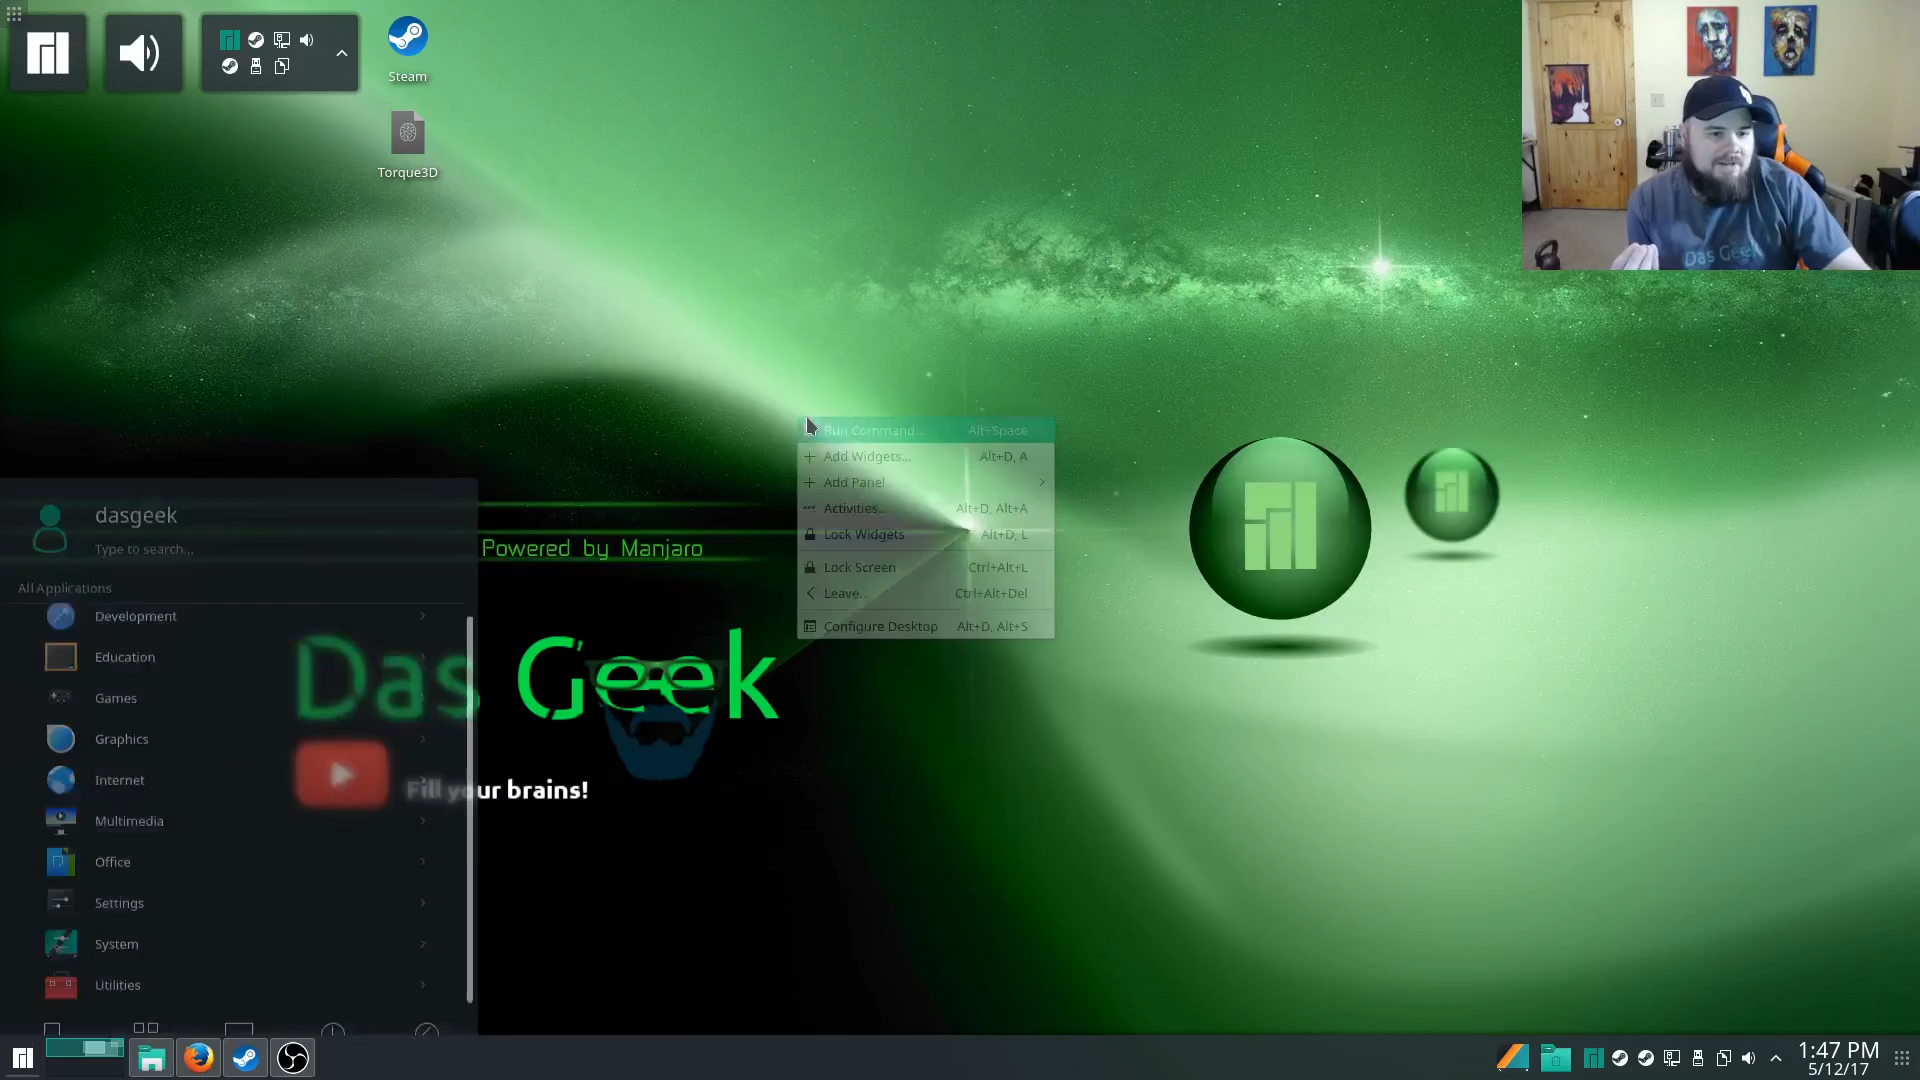 Steam
Torque3D
Das Geek
Run Command... Alt+Space
Add Widgets... Alt+D, A
Add Panel
Activities... Alt+D, Alt+A
Lock Widgets Alt+D, L
Lock Screen Ctrl+Alt+L
Leave... Ctrl+Alt+Del
Configure Desktop Alt+D, Alt+S
dasgeek
Type to search...
All Applications
Development
Education
Games
Graphics
Internet
Multimedia
Office
Settings
System
Utilities
Powered by Manjaro
Das Geek
Fill your brains!
1:47 PM
5/12/17